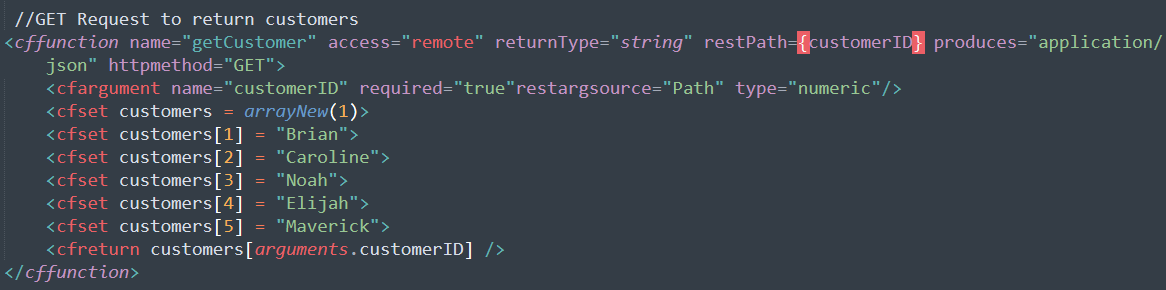 //GET Request to return customers
<cffunction name="getCustomer" access="remote" returnType="string" restPath={customerID} produces="application/
json" httpmethod="GET">
<cfargument name="customerID" required="true"restargsource="Path" type="numeric"/>
<cfset customers = arrayNew(1)>
<cfset customers[1] = "Brian">
<cfset customers[2] = "Caroline">
<cfset customers[3] = "Noah">
<cfset customers[4] = "Elijah">
<cfset customers[5] = "Maverick">
<cfreturn customers[arguments.customerID] />
</cffunction>